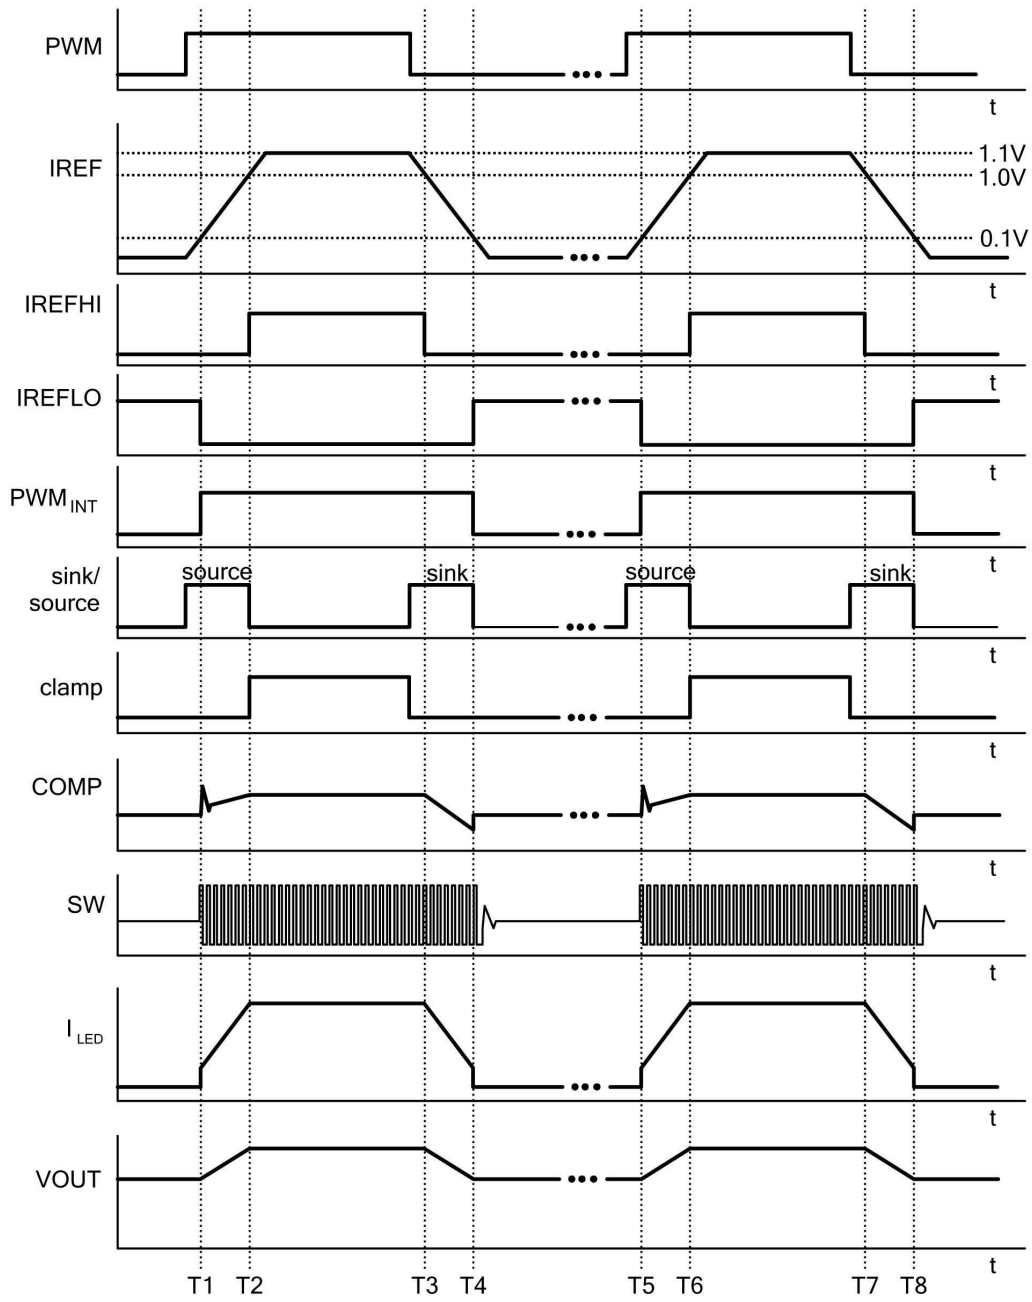 PWM
t
IREF
1.1V
1.0V
0.1V
t
IREFHI
t
IREFLO
t
PWM INT
t
sink/
source
source
sink
source
sink
t
clamp
t
COMP
t
SW
t
I LED
t
VOUT
t
T1 T2 T3 T4 T5 T6 T7 T8